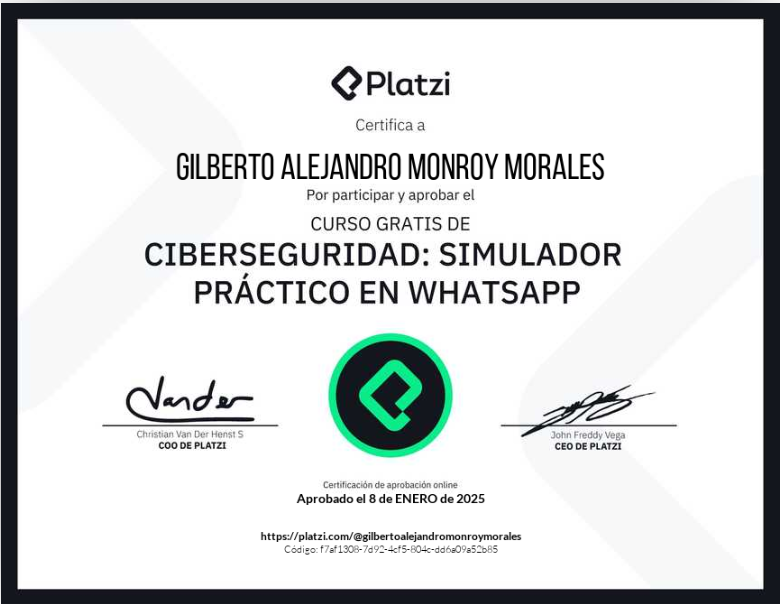 Platzi
Certifica a
GILBERTO ALEJANDRO MONROY MORALES
Por participar y aprobar el
CURSO GRATIS DE
CIBERSEGURIDAD: SIMULADOR
PRÁCTICO EN WHATSAPP
Vander
Christian Van Der Henst S
COO DE PLATZI
John Freddy Vega
CEO DE PLATZI
Certificación de aprobación online
Aprobado el 8 de ENERO de 2025
https://platzi.com/@gilbertoalejandromonroymorales
Código: f7af1308-7d92-4cf5-804c-dd6a09a52b85